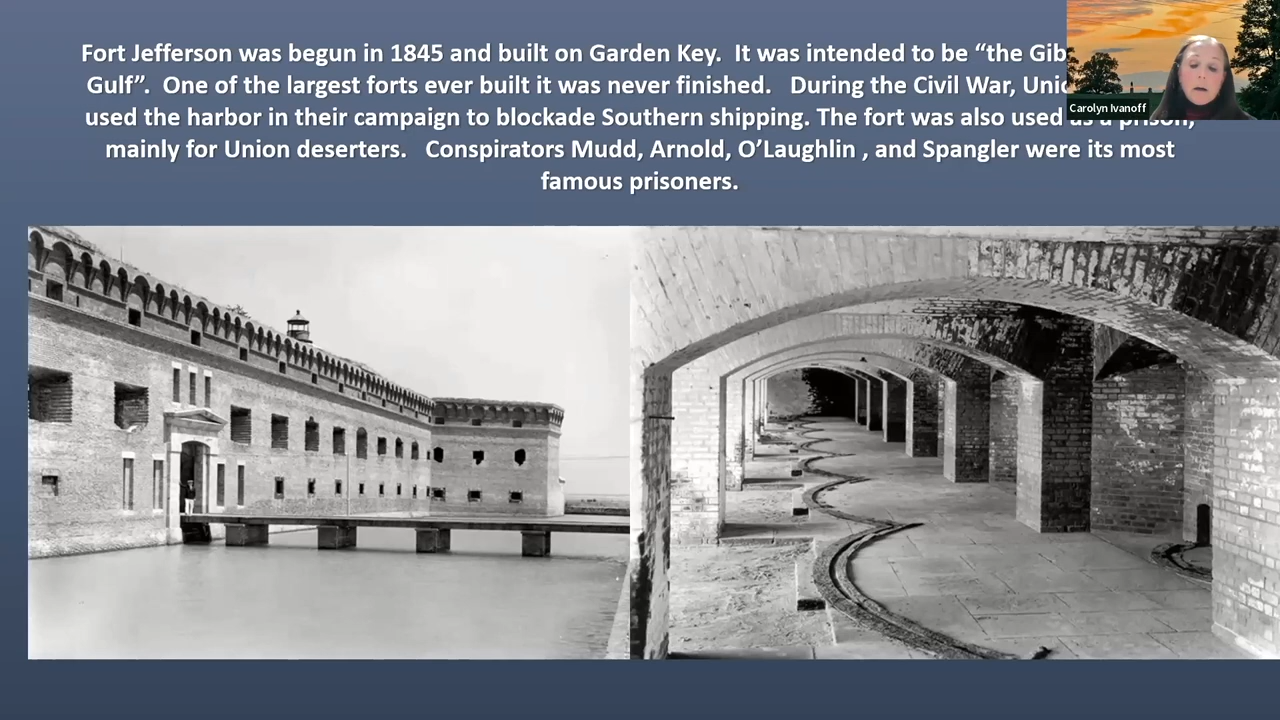 Fort Jefferson was begun in 1845 and built on Garden Key. It was intended to be “the
Gulf”. One of the largest forts ever built it was never finished. During the Civil War,
used the harbor in their campaign to blockade Southern shipping. The fort was also used as a prison,
mainly for Union deserters. Conspirators Mudd, Arnold, O’Laughlin , and Spangler were its most
famous prisoners.
Carolyn Ivanoff